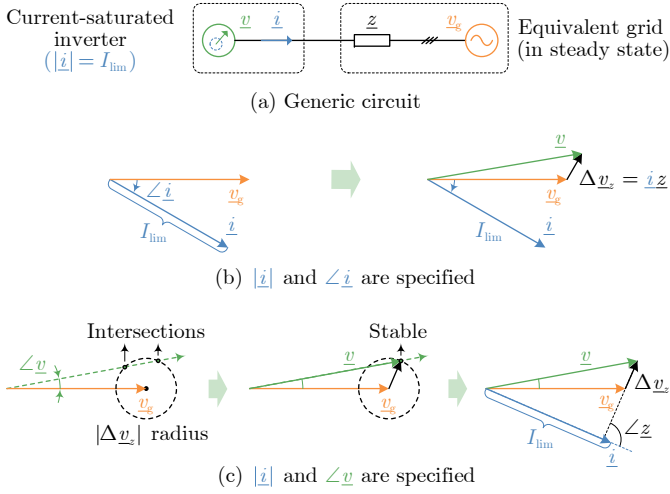 Current-saturated
inverter
(|i| = I_lim)
v
i
z
v_g
Equivalent grid
(in steady state)
(a) Generic circuit
∠i
v_g
I_lim
i
v
v_g
Δv_z = i z
I_lim
i
(b) |i| and ∠i are specified
Intersections
∠v
v_g
|Δv_z| radius
Stable
v
v_g
v
v_g
Δv_z
I_lim
∠z
i
(c) |i| and ∠v are specified